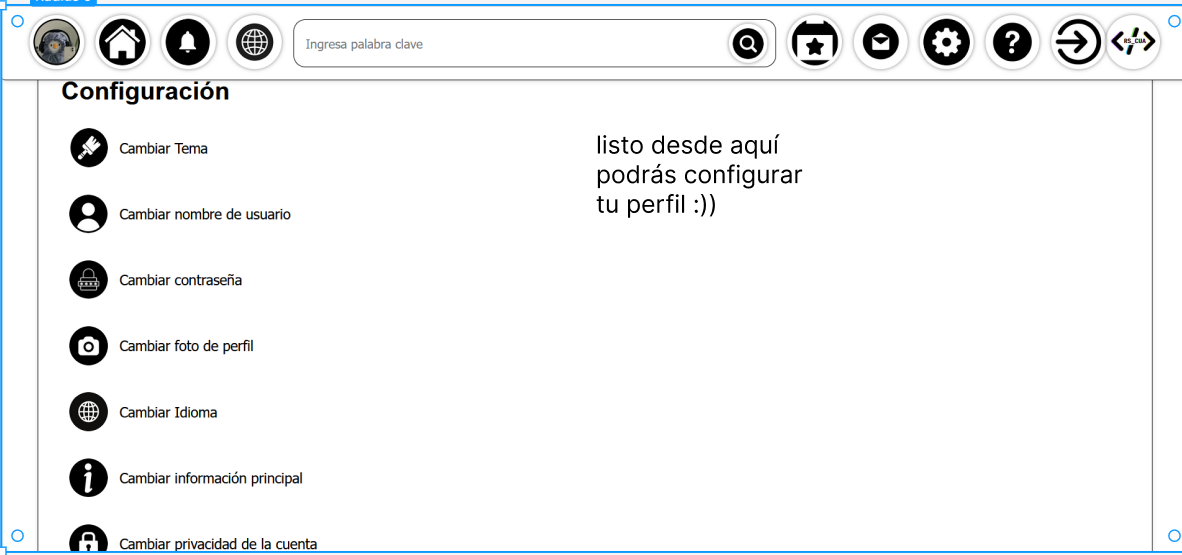 Ingresa palabra clave
RS_CUA
Configuración
Cambiar Tema
listo desde aquí
podrás configurar
tu perfil :))
Cambiar nombre de usuario
Cambiar contraseña
Cambiar foto de perfil
Cambiar Idioma
Cambiar información principal
Cambiar privacidad de la cuenta